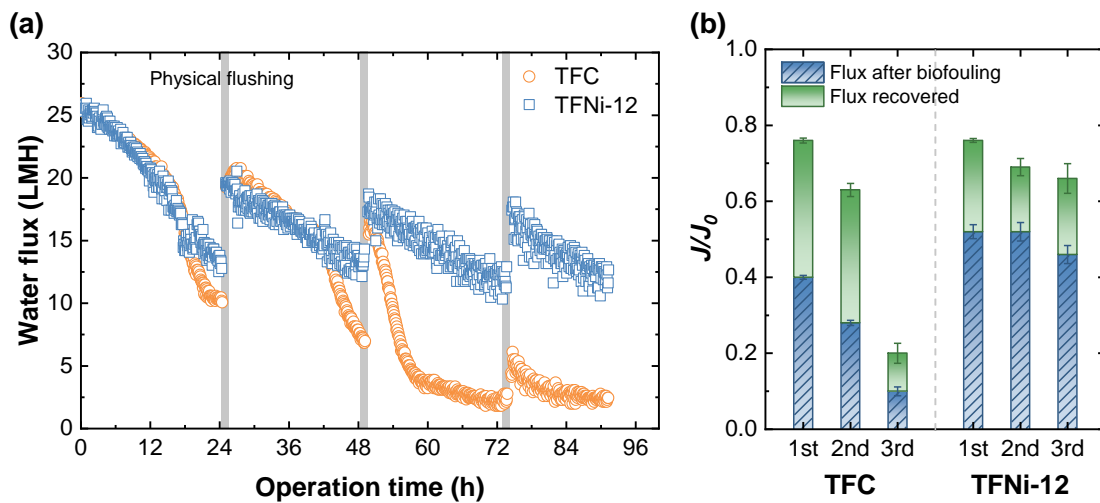 (a)
30
25
20
15
10
5
0
Water flux (LMH)
Physical flushing
TFC
TFNi-12
0 12 24 36 48 60 72 84 96
Operation time (h)
(b)
1.0
0.8
0.6
0.4
0.2
0.0
J/J0
Flux after biofouling
Flux recovered
1st 2nd 3rd 1st 2nd 3rd
TFC TFNi-12